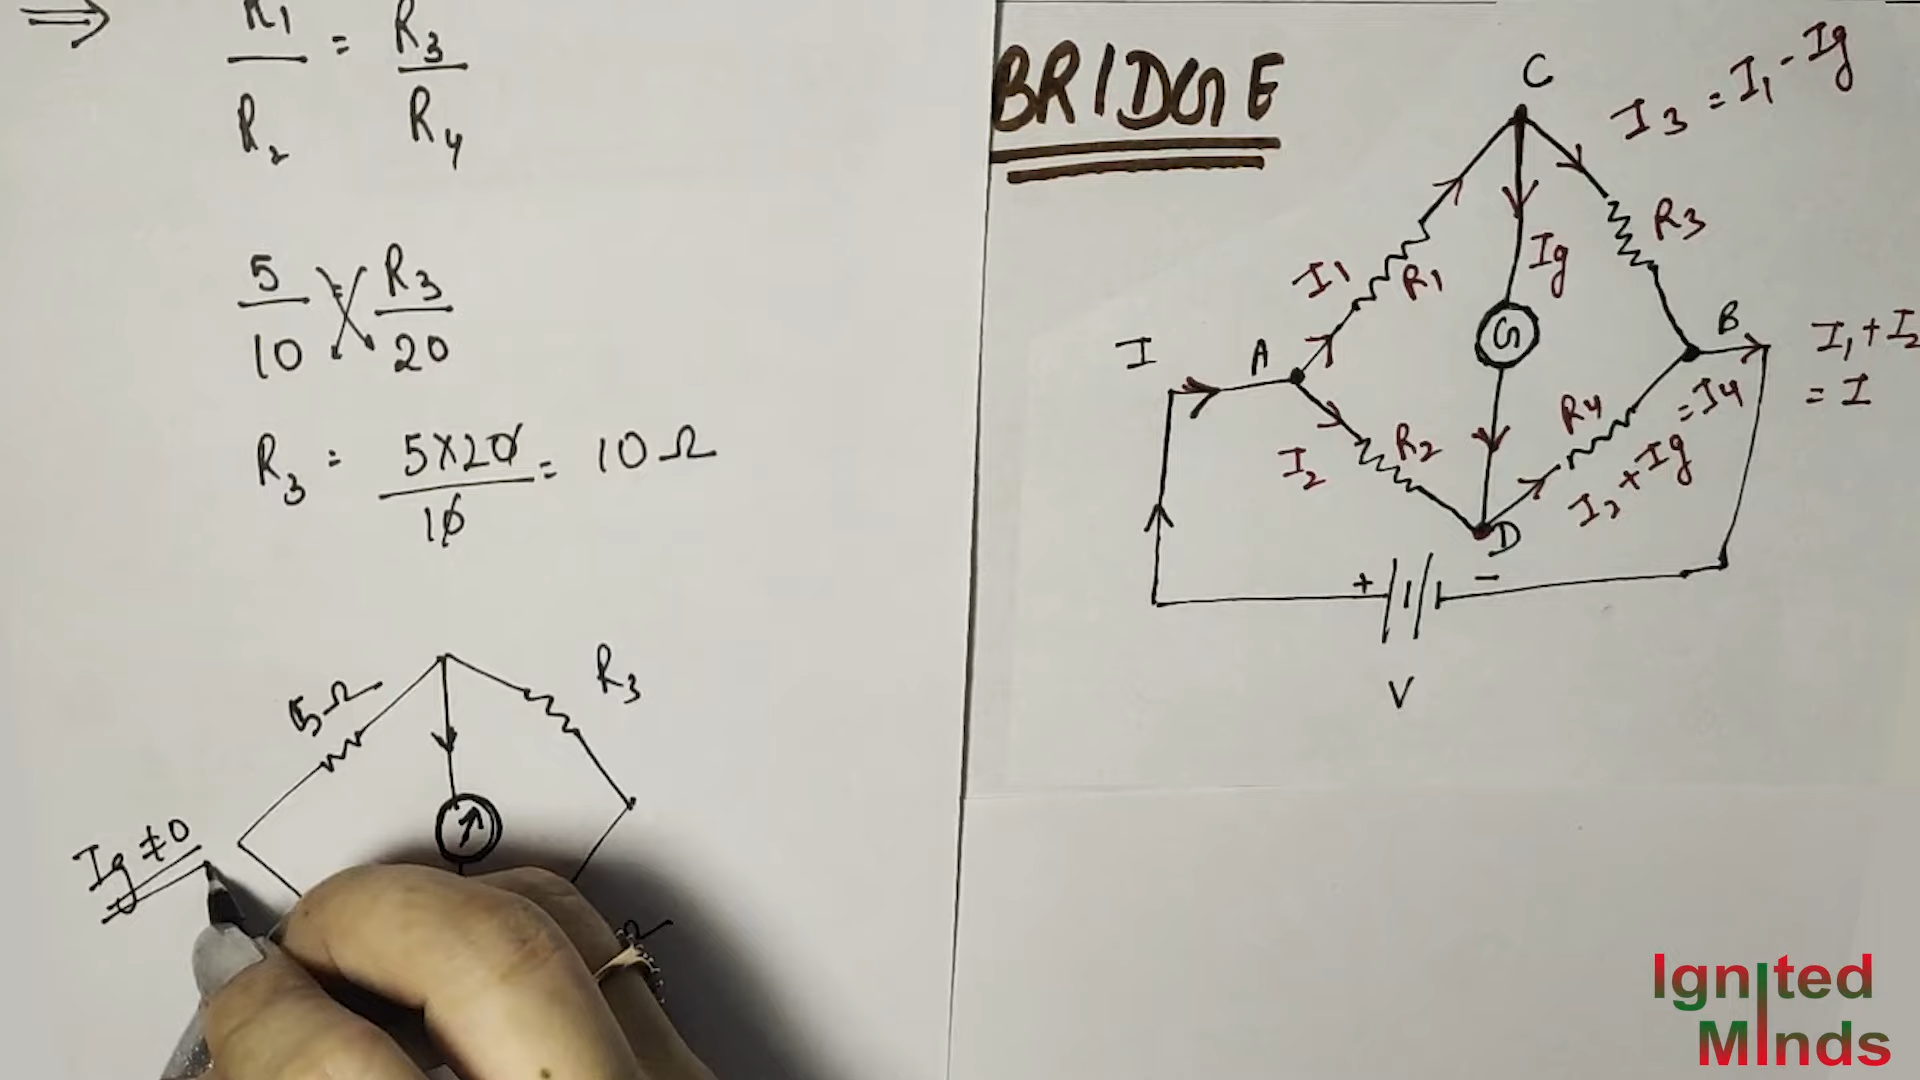 ⇒ R1 / R2 = R3 / R4
5 / 10 = R3 / 20
R3 = 5×20 / 10 = 10 Ω
5Ω
R3
Ig ≠ 0
BRIDGE
C
I3 = I1 - Ig
R3
I1
R1
Ig
G
I
A
B
I1 + I2
= I
R2
I2
R4
= I4
I2 + Ig
D
+
-
V
Ignited
Minds